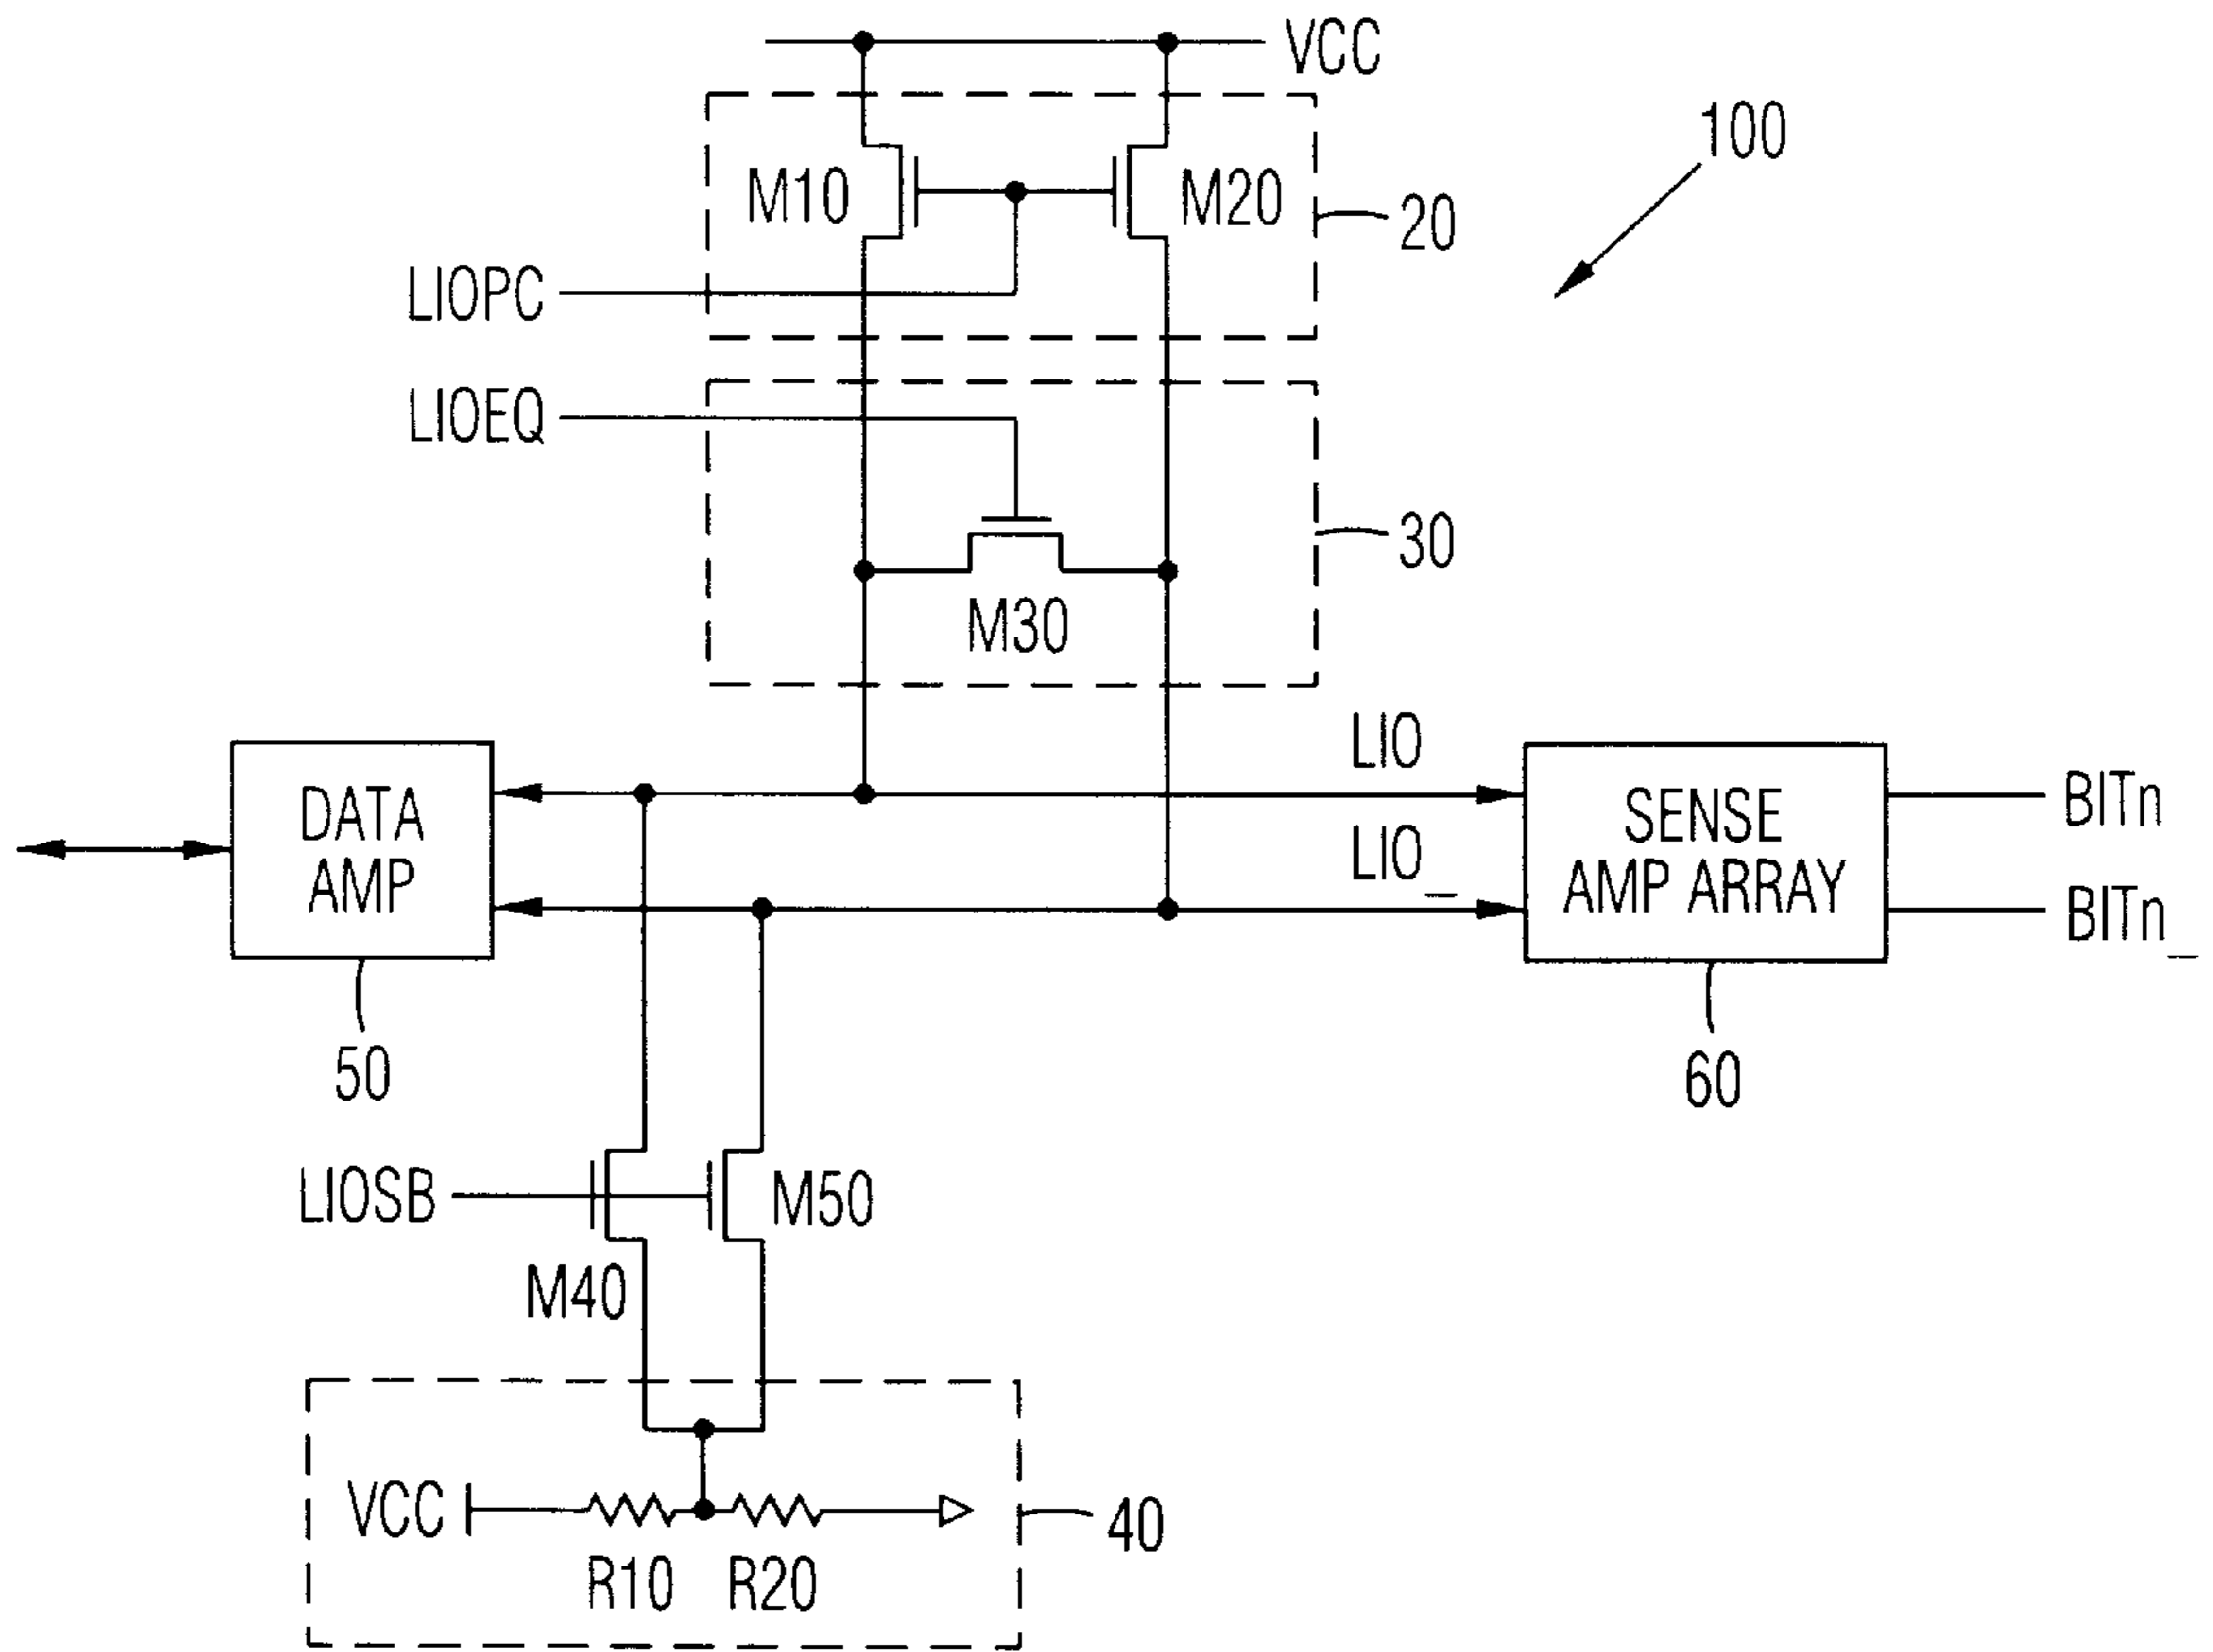 VCC
100
M10
M20
20
LIOPC
LIOEQ
30
M30
LIO
DATA
AMP
SENSE
AMP ARRAY
BITn
LIO_
BITn_
50
60
LIOSB
M50
M40
VCC
40
R10
R20